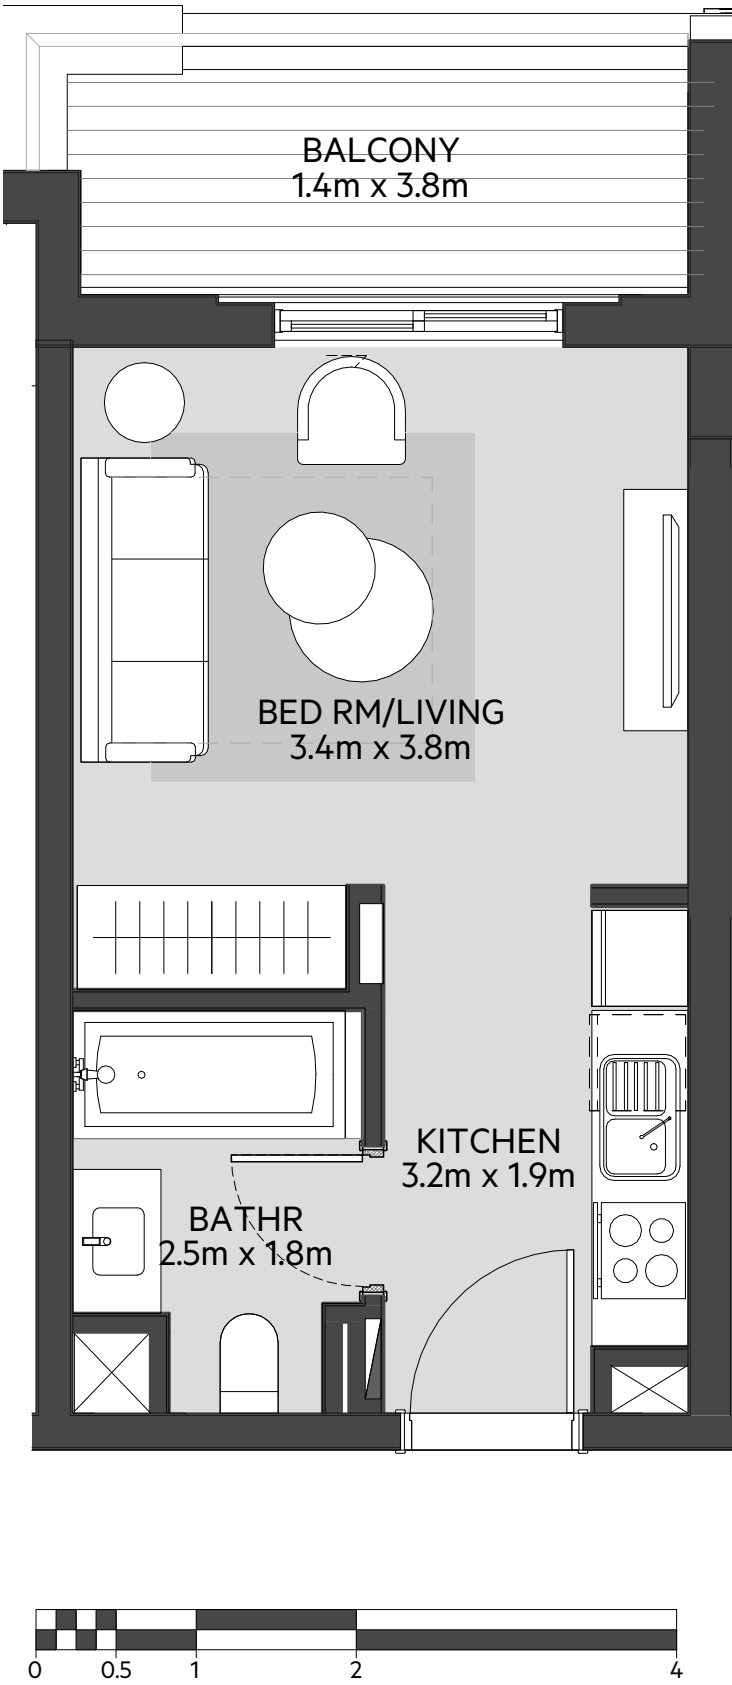 BALCONY
1.4m x 3.8m
BED RM/LIVING
3.4m x 3.8m
KITCHEN
3.2m x 1.9m
BATHR
2.5m x 1.8m
0 0.5 1 2 4